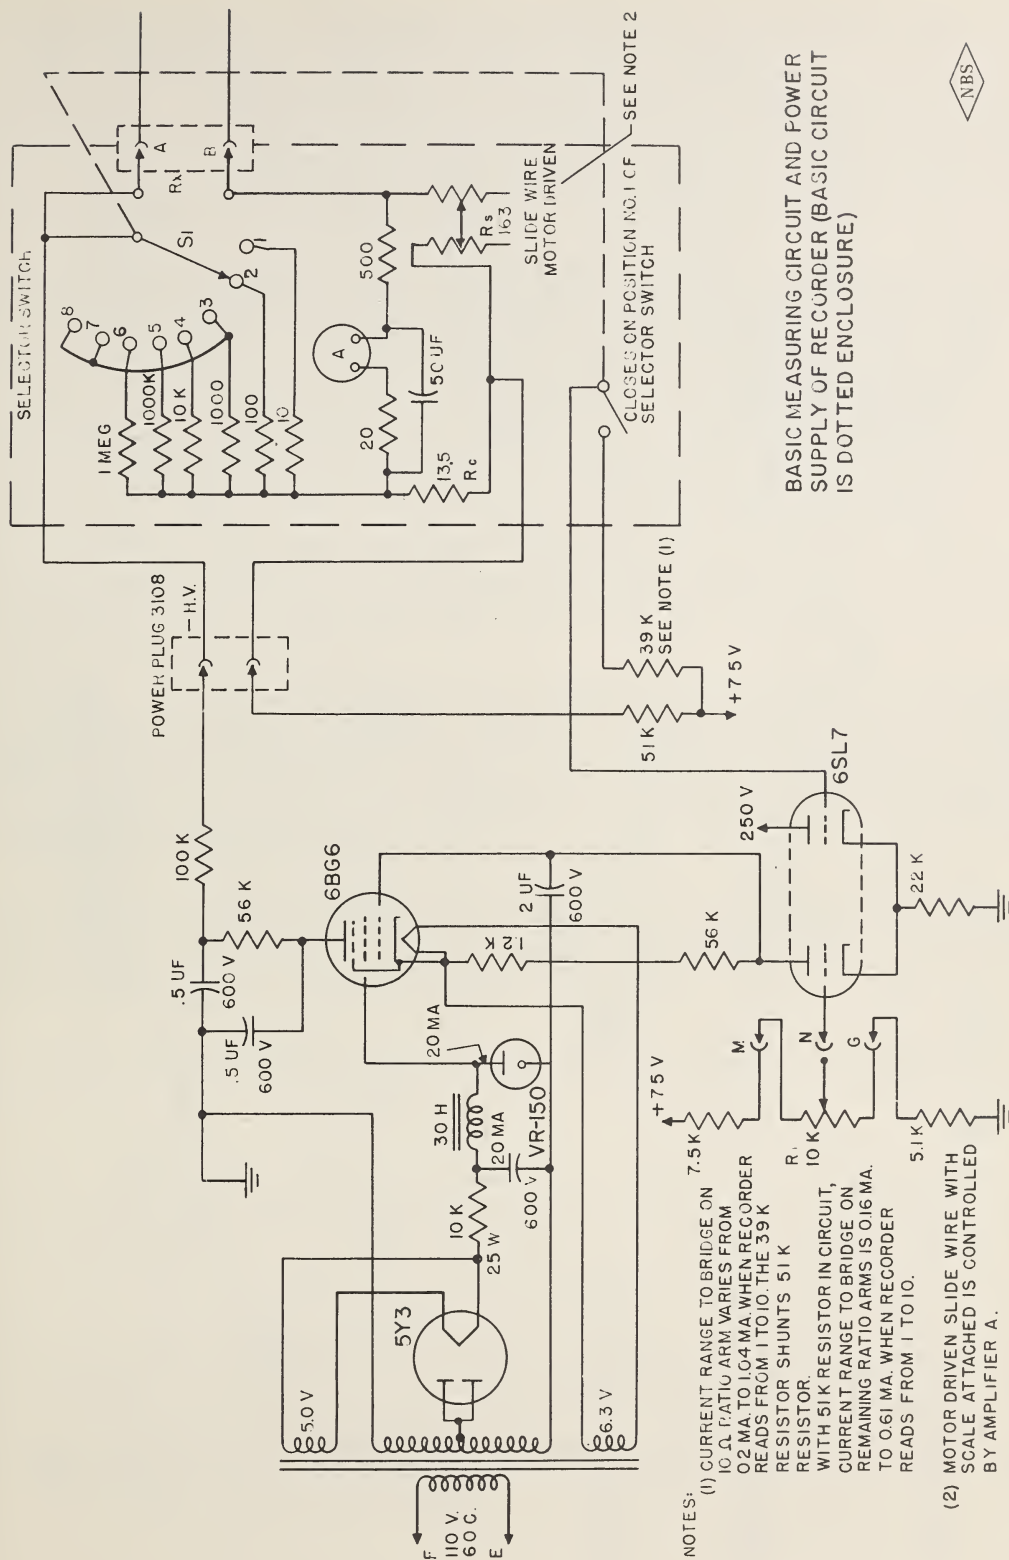 SELECTOR SWITCH
S1
8
7
6
5
4
3
2
1
1 MEG
1000K
10 K
1000
100
10
RX
A
B
A
20
500
50 UF
13.5
Rc
Rs
163
SLIDE WIRE
MOTOR DRIVEN
SEE NOTE 2
CLOSES ON POSITION NO. 1 OF
SELECTOR SWITCH
POWER PLUG 3108
— H.V.
39 K
SEE NOTE (1)
51 K
+75 V
100 K
56 K
.5 UF
600 V
.5 UF
600 V
6BG6
2 UF
600 V
1.2 K
56 K
20 MA
VR-150
30 H
20 MA
600 V
10 K
25 W
5Y3
5.0 V
6.3 V
F
110 V.
60 C.
E
250 V
6SL7
22 K
M
N
G
+75 V
7.5K
R1
10 K
5.1K
BASIC MEASURING CIRCUIT AND POWER
SUPPLY OF RECORDER (BASIC CIRCUIT
IS DOTTED ENCLOSURE)
NOTES:
(1) CURRENT RANGE TO BRIDGE ON
10 Ω RATIO ARM VARIES FROM
0.2 MA. TO 1.04 MA. WHEN RECORDER
READS FROM 1 TO 10. THE 39 K
RESISTOR SHUNTS 51 K
RESISTOR.
WITH 51 K RESISTOR IN CIRCUIT,
CURRENT RANGE TO BRIDGE ON
REMAINING RATIO ARMS IS 0.16 MA.
TO 0.61 MA. WHEN RECORDER
READS FROM 1 TO 10.
(2) MOTOR DRIVEN SLIDE WIRE WITH
SCALE ATTACHED IS CONTROLLED
BY AMPLIFIER A.
NBS